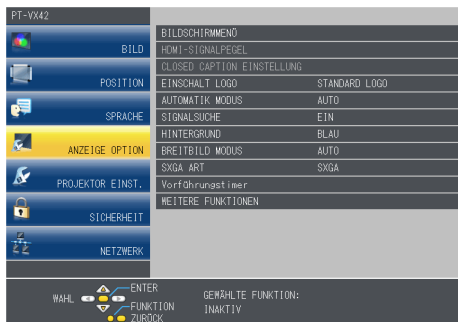 PT-VX42
BILD
POSITION
SPRACHE
ANZEIGE OPTION
PROJEKTOR EINST.
SICHERHEIT
NETZWERK
BILDSCHIRMMENÜ
HDMI-SIGNALPEGEL
CLOSED CAPTION EINSTELLUNG
EINSCHALT LOGO STANDARD LOGO
AUTOMATIK MODUS AUTO
SIGNALSUCHE EIN
HINTERGRUND BLAU
BREITBILD MODUS AUTO
SXGA ART SXGA
Vorführungstimer
WEITERE FUNKTIONEN
WAHL
ENTER
FUNKTION
ZURÜCK
GEWÄHLTE FUNKTION:
INAKTIV